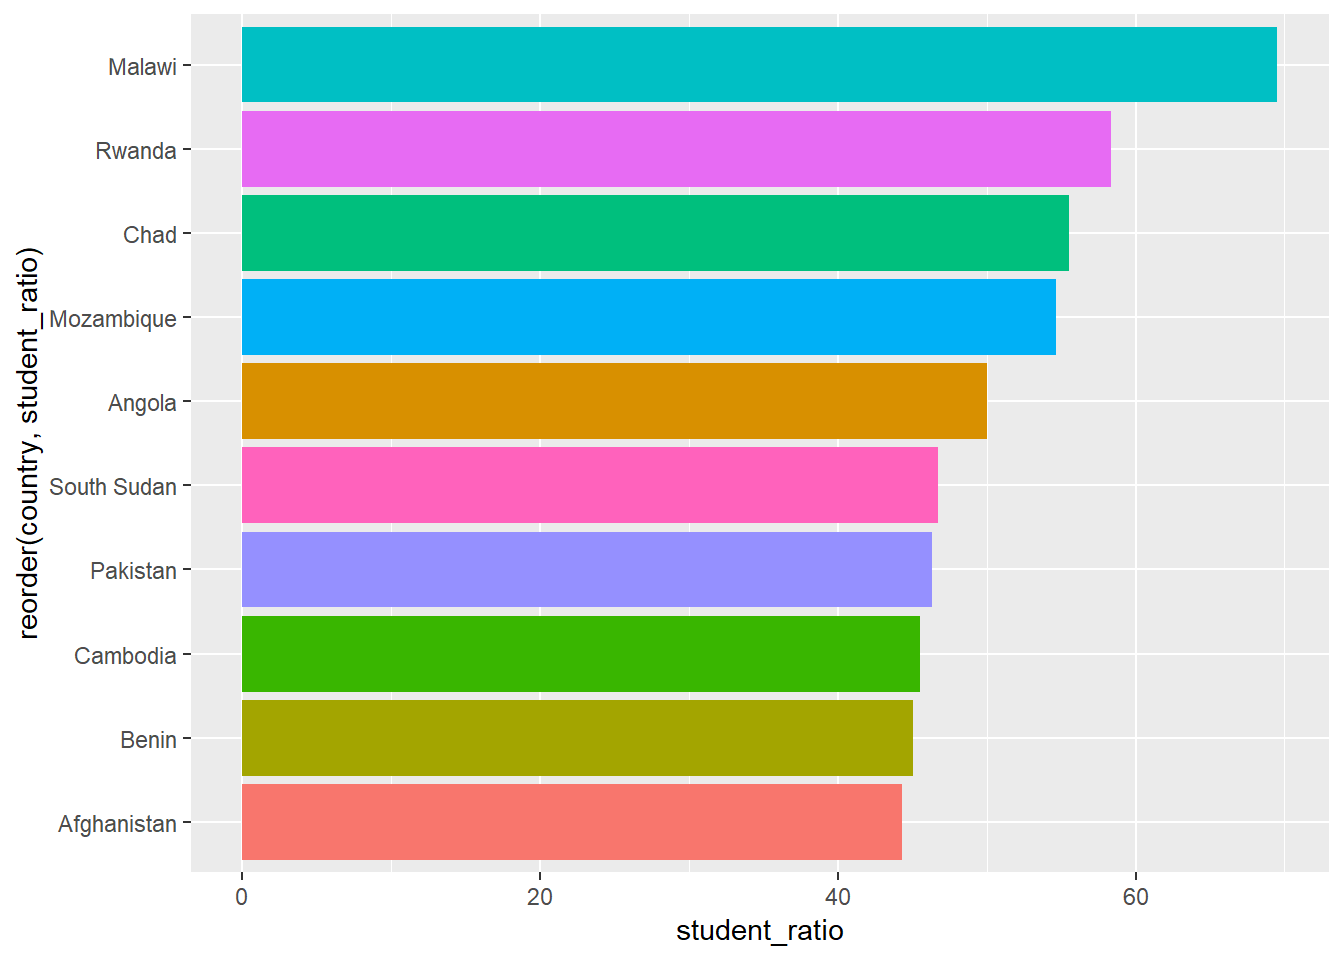 reorder(country, student_ratio)
Malawi
Rwanda
Chad
Mozambique
Angola
South Sudan
Pakistan
Cambodia
Benin
Afghanistan
0 20 40 60
student_ratio